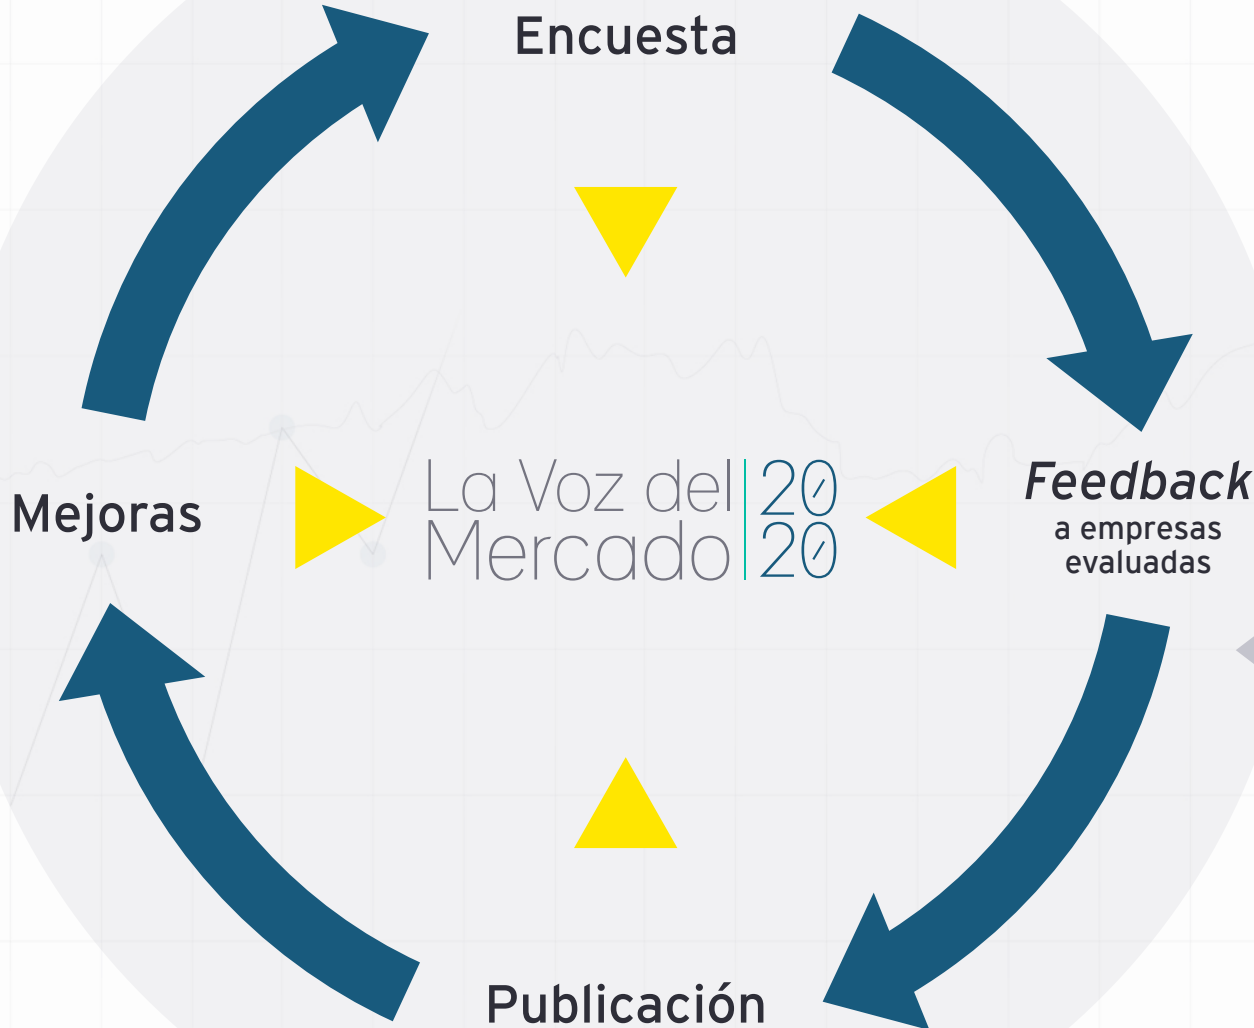 Encuesta
La Voz del
Mercado
20
20
Feedback
a empresas
evaluadas
Mejoras
Publicación